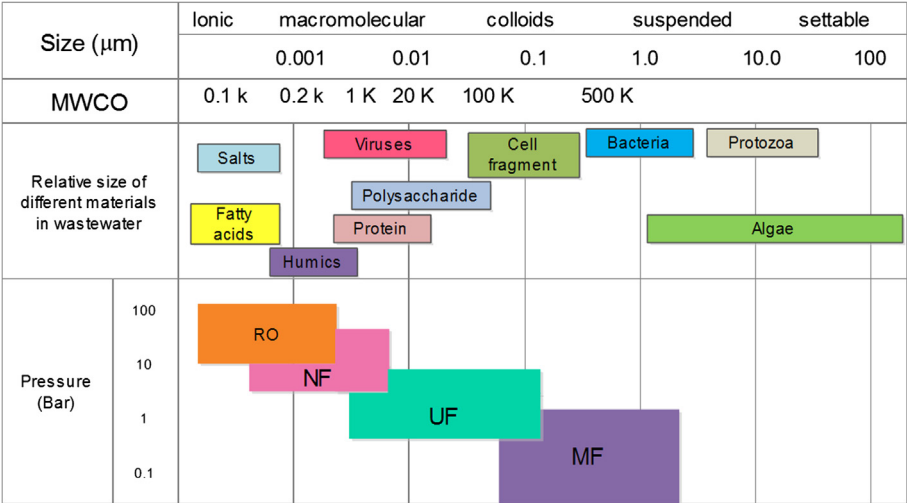 Ionic macromolecular colloids suspended settable
Size (μm)
0.001 0.01 0.1 1.0 10.0 100
MWCO 0.1 k 0.2 k 1 K 20 K 100 K 500 K
Relative size of
different materials
in wastewater
Salts
Viruses
Cell
fragment
Bacteria
Protozoa
Polysaccharide
Fatty
acids
Protein
Algae
Humics
Pressure
(Bar)
100
10
1
0.1
RO
NF
UF
MF